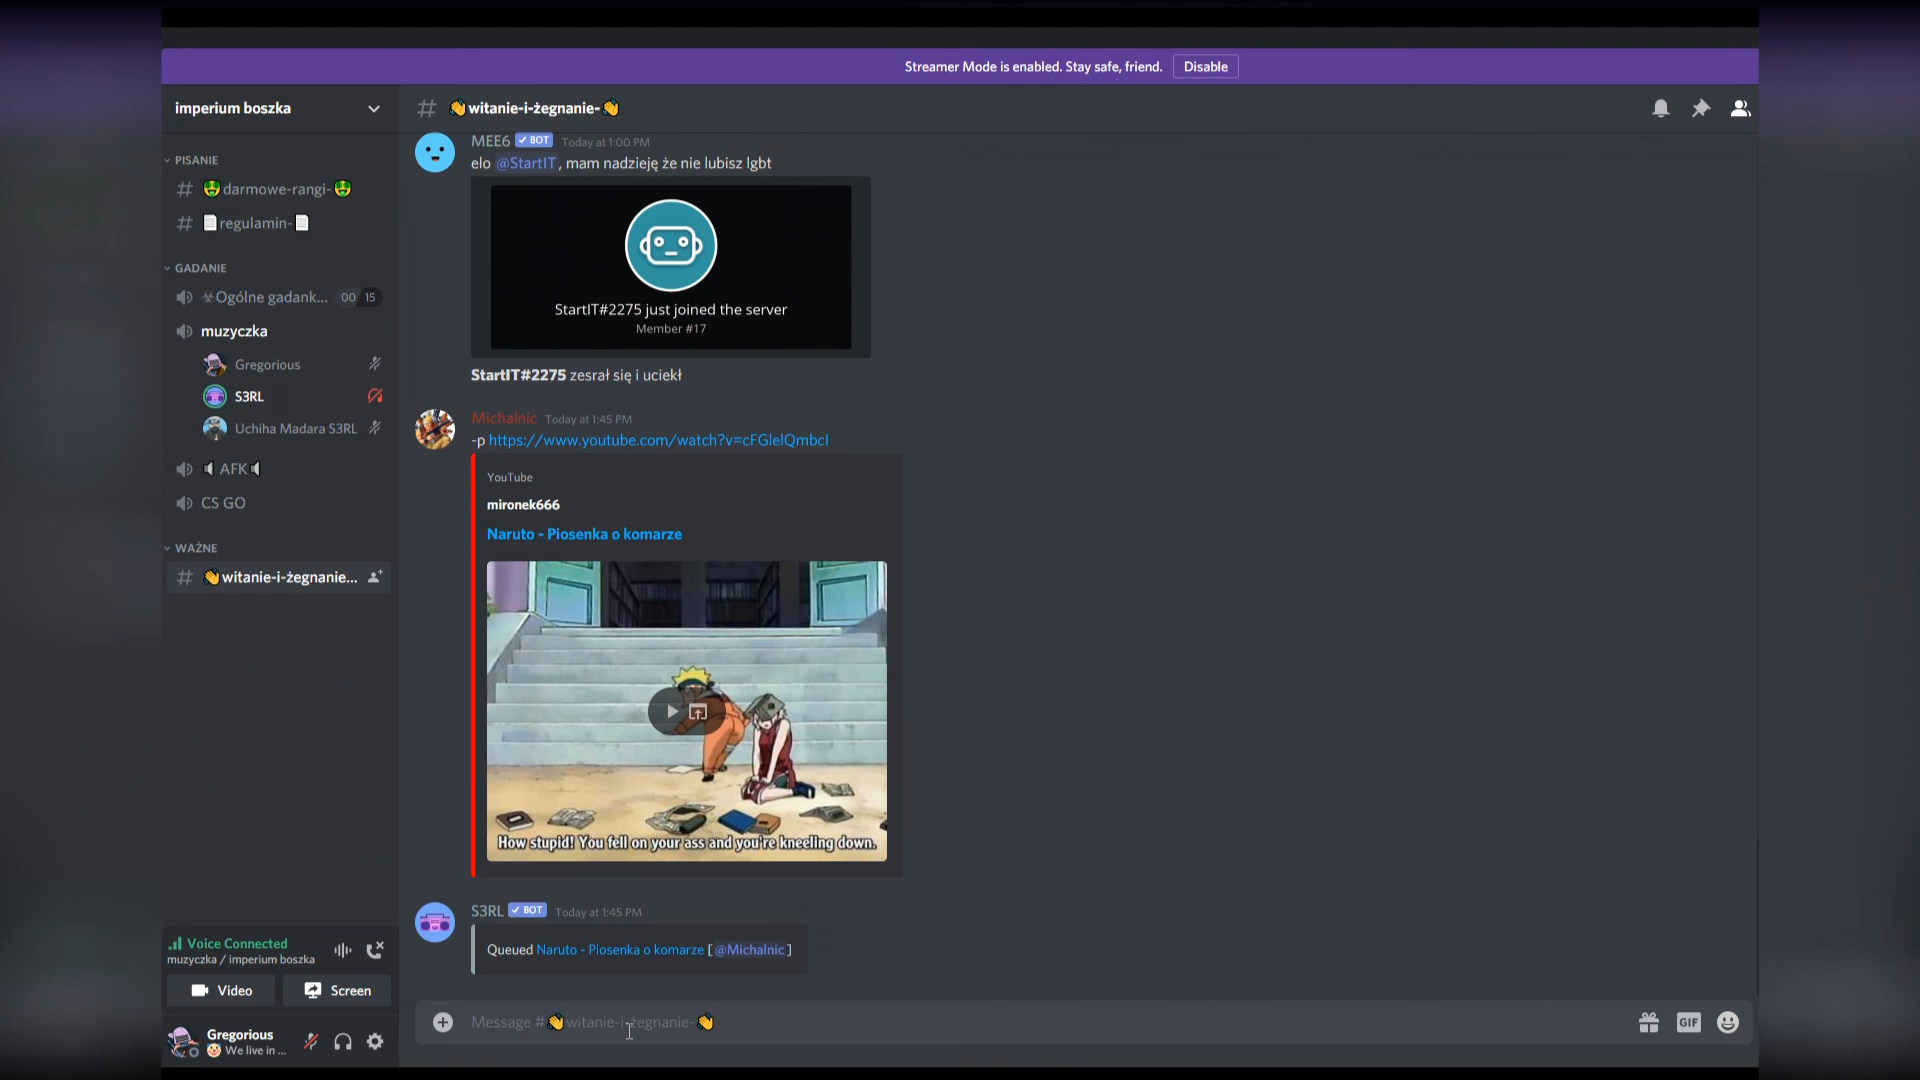 Streamer Mode is enabled. Stay safe, friend. Disable
imperium boszka
# 👋witanie-i-żegnanie-👋
PISANIE
# 🤑darmowe-rangi-🤑
# 📄regulamin-📄
GADANIE
☣Ogólne gadank... 00 15
muzyczka
Gregorious
S3RL
Uchiha Madara S3RL
🔈AFK🔈
CS GO
WAŻNE
# 👋witanie-i-żegnanie...
Voice Connected
muzyczka / imperium boszka
Video Screen
Gregorious
🤡 We live in ...
MEE6 ✓ BOT Today at 1:00 PM
elo @StartIT , mam nadzieję że nie lubisz lgbt
StartIT#2275 just joined the server
Member #17
StartIT#2275 zesrał się i uciekł
Michalnic Today at 1:45 PM
-p https://www.youtube.com/watch?v=cFGlelQmbcI
YouTube
mironek666
Naruto - Piosenka o komarze
How stupid! You fell on your ass and you're kneeling down.
S3RL ✓ BOT Today at 1:45 PM
Queued Naruto - Piosenka o komarze [ @Michalnic ]
Message #👋witanie-i-żegnanie-👋
GIF